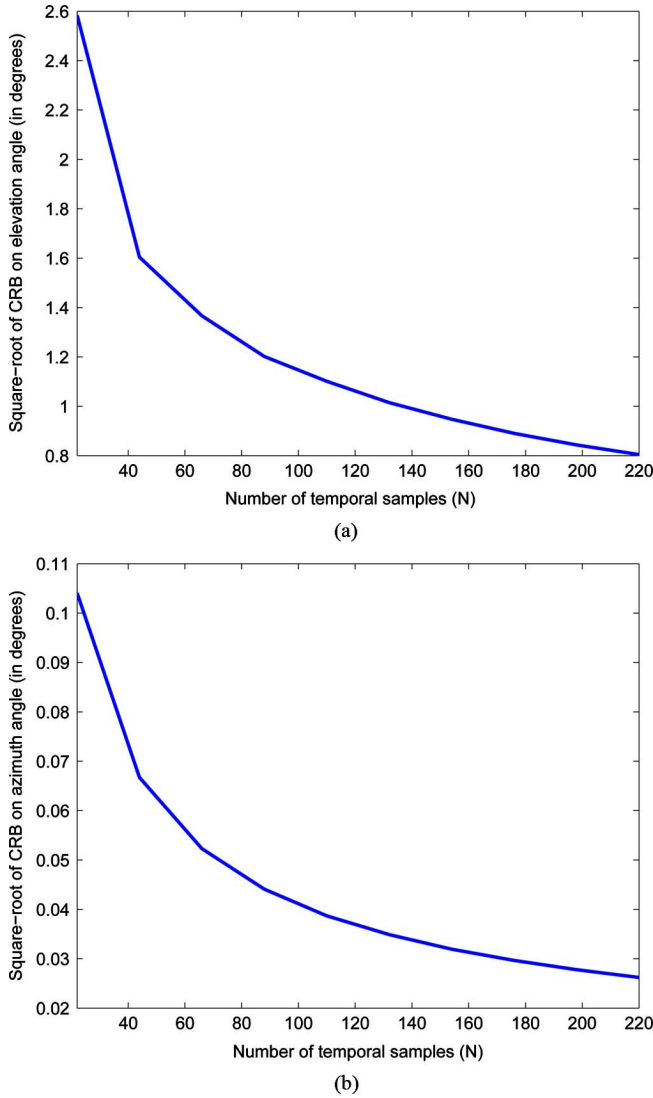 2.6
2.4
2.2
2
1.8
1.6
1.4
1.2
1
0.8
Square-root of CRB on elevation angle (in degrees)
40 60 80 100 120 140 160 180 200 220
Number of temporal samples (N)
(a)
0.11
0.1
0.09
0.08
0.07
0.06
0.05
0.04
0.03
0.02
Square-root of CRB on azimuth angle (in degrees)
40 60 80 100 120 140 160 180 200 220
Number of temporal samples (N)
(b)